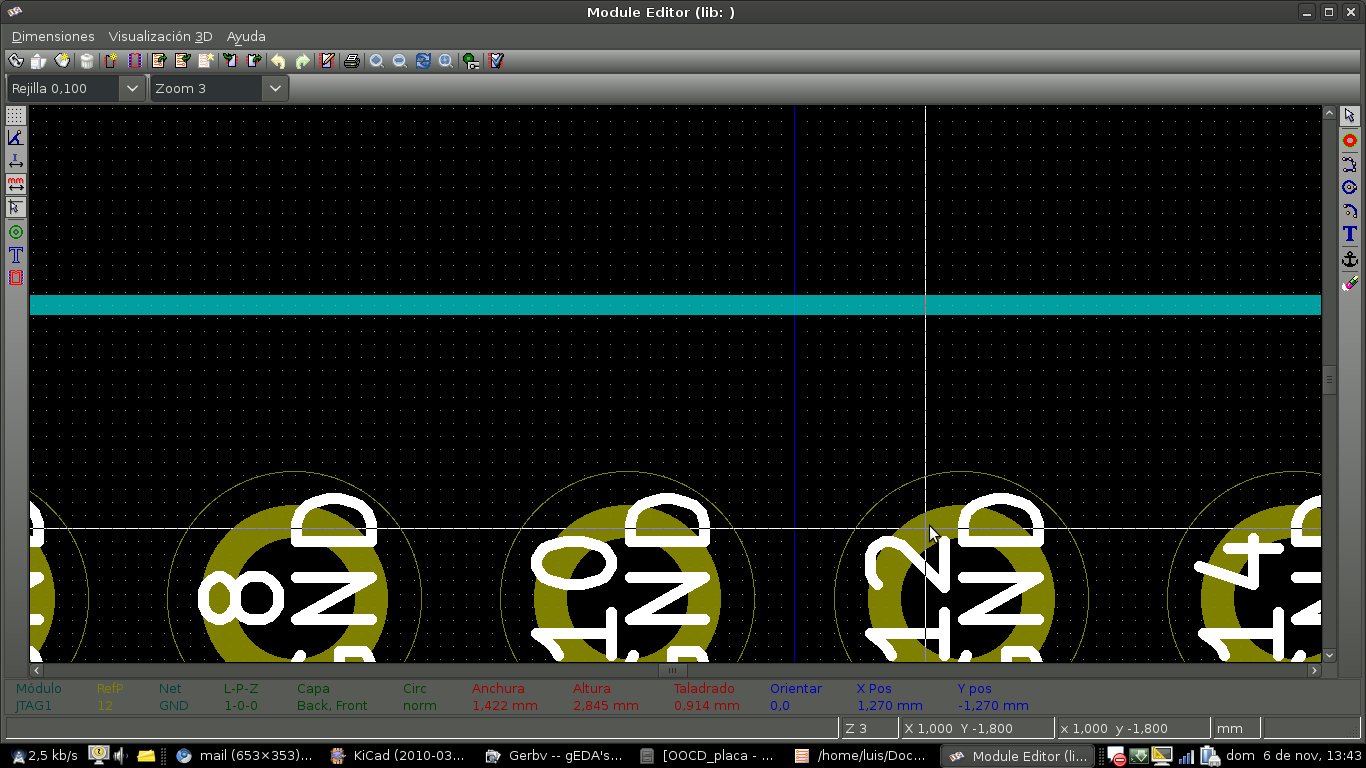 Module Editor (lib: )
Dimensiones Visualización 3D Ayuda
Rejilla 0,100 Zoom 3
8 GND
10 GND
12 GND
14
Módulo RefP Net L-P-Z Capa Circ Anchura Altura Taladrado Orientar X Pos Y pos
JTAG1 12 GND 1-0-0 Back, Front norm 1,422 mm 2,845 mm 0,914 mm 0,0 1,270 mm -1,270 mm
Z 3 X 1,000 Y -1,800 x 1,000 y -1,800 mm
2,5 kb/s mail (653×353)... KiCad (2010-03... Gerbv -- gEDA's... [OOCD_placa - ... /home/luis/Doc... Module Editor (li... dom 6 de nov, 13:43